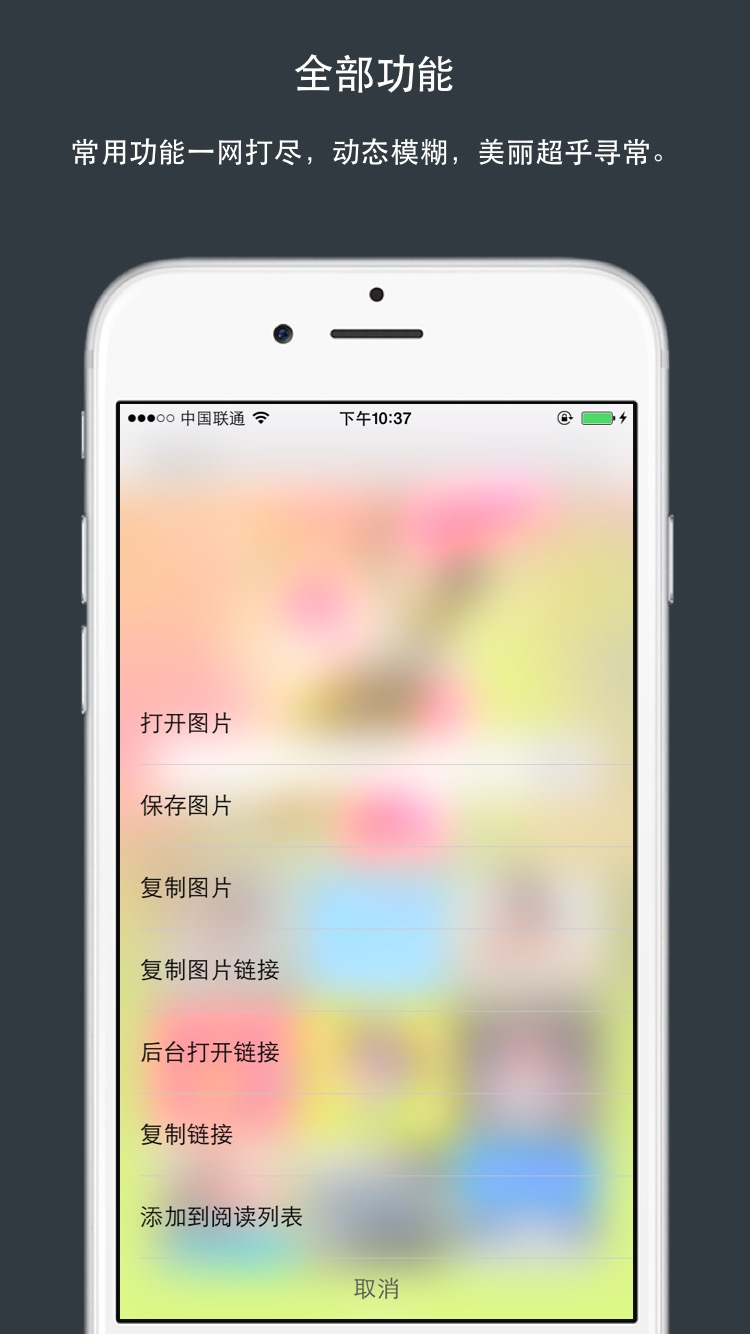 全部功能
常用功能一网打尽，动态模糊，美丽超乎寻常。
中国联通 下午10:37
打开图片
保存图片
复制图片
复制图片链接
后台打开链接
复制链接
添加到阅读列表
取消